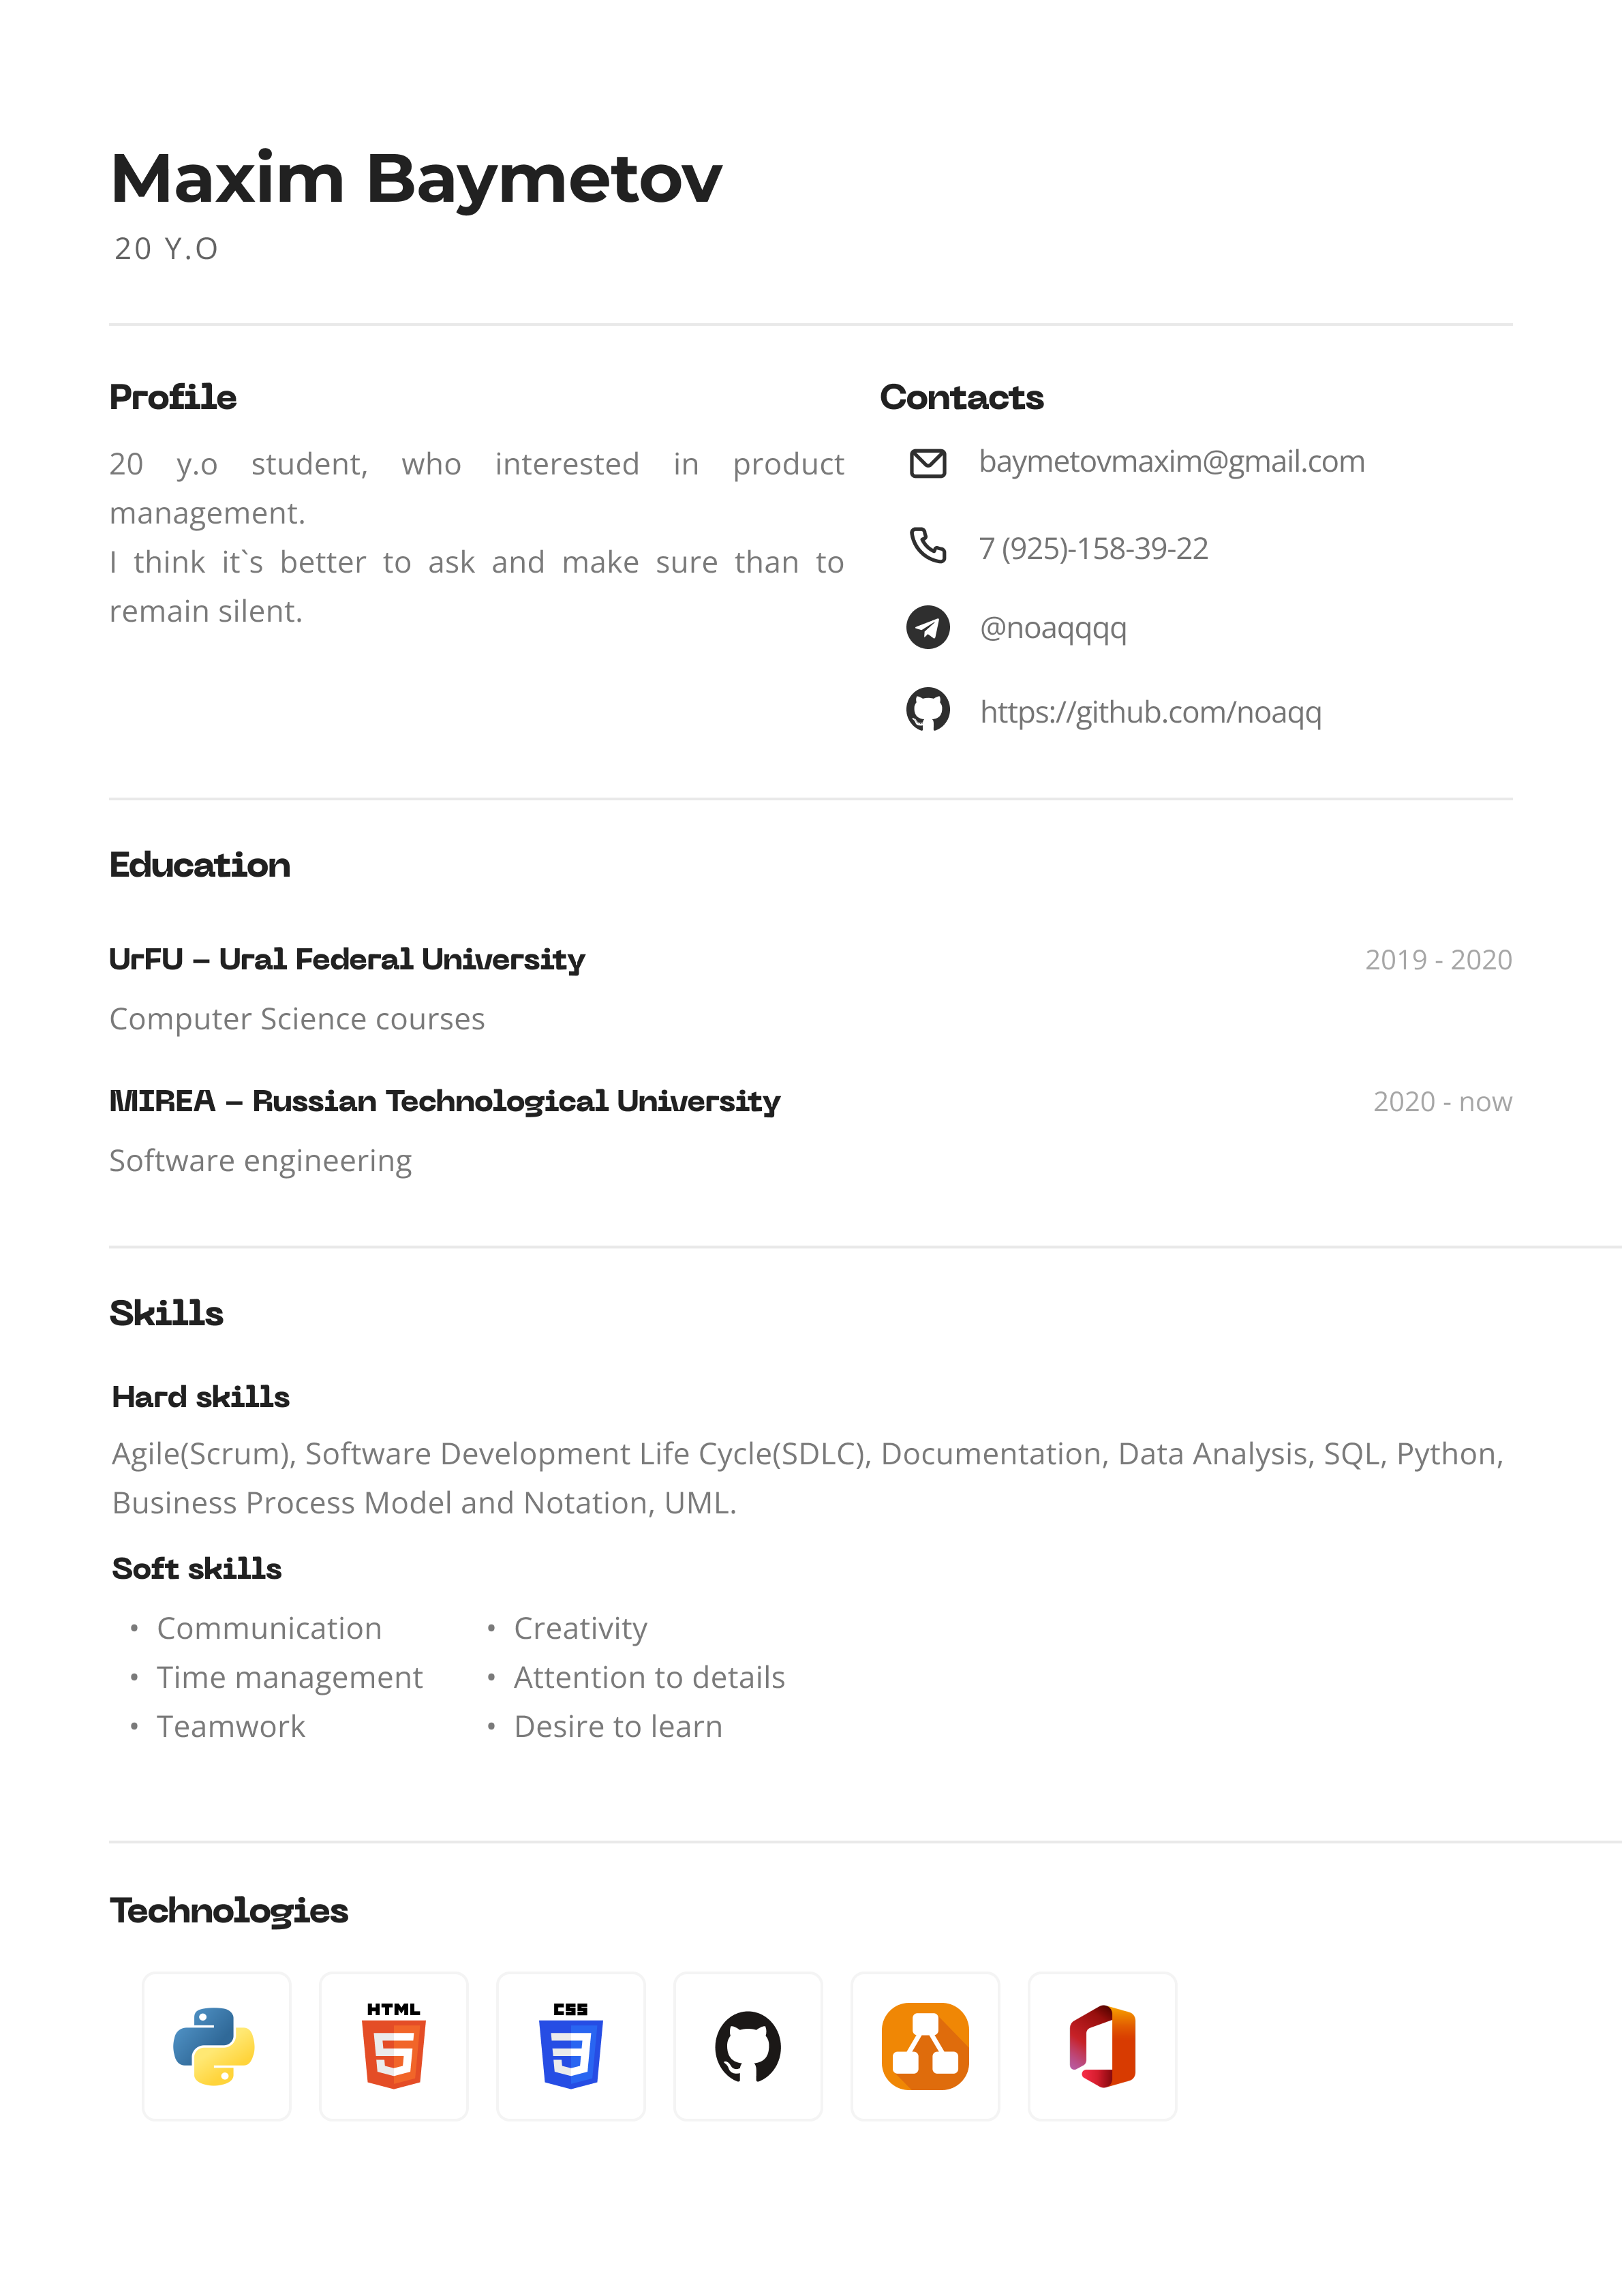 Maxim Baymetov
20 Y.O
Profile
20 y.o student, who interested in product
management.
I think it`s better to ask and make sure than to
remain silent.
Contacts
baymetovmaxim@gmail.com
7 (925)-158-39-22
@noaqqqq
https://github.com/noaqq
Education
UrFU – Ural Federal University
2019 - 2020
Computer Science courses
MIREA – Russian Technological University
2020 - now
Software engineering
Skills
Hard skills
Agile(Scrum), Software Development Life Cycle(SDLC), Documentation, Data Analysis, SQL, Python,
Business Process Model and Notation, UML.
Soft skills
• Communication
• Time management
• Teamwork
• Creativity
• Attention to details
• Desire to learn
Technologies
HTML
5
CSS
3